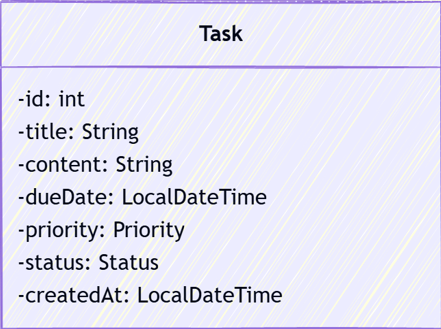 Task
-id: int
-title: String
-content: String
-dueDate: LocalDateTime
-priority: Priority
-status: Status
-createdAt: LocalDateTime